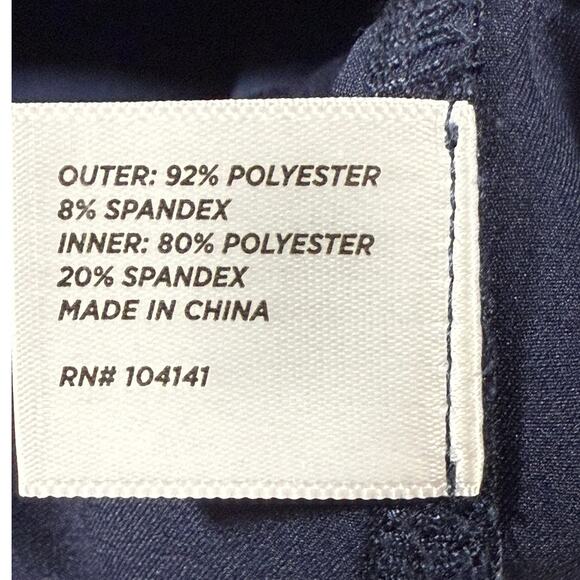 OUTER: 92% POLYESTER
8% SPANDEX
INNER: 80% POLYESTER
20% SPANDEX
MADE IN CHINA
RN# 104141